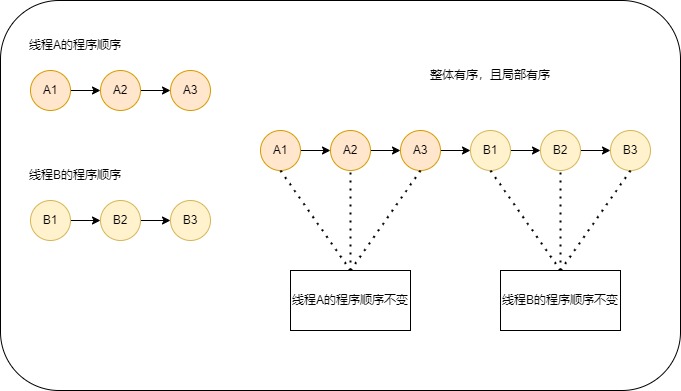 线程A的程序顺序
A1
A2
A3
线程B的程序顺序
B1
B2
B3
整体有序，且局部有序
A1
A2
A3
B1
B2
B3
线程A的程序顺序不变
线程B的程序顺序不变